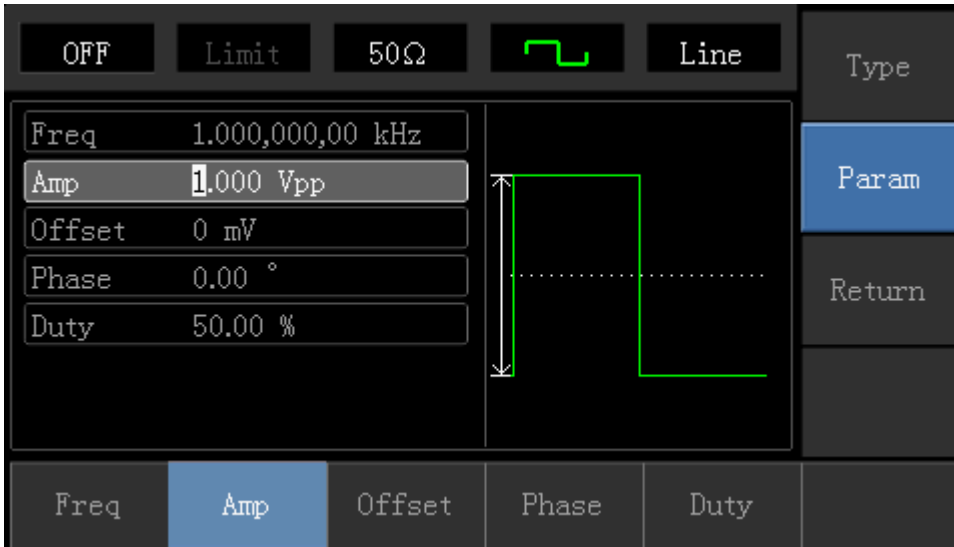 OFF Limit 50Ω Line
Type
Freq 1.000,000,00 kHz
Amp 1.000 Vpp
Param
Offset 0 mV
Phase 0.00 °
Return
Duty 50.00 %
Freq Amp Offset Phase Duty